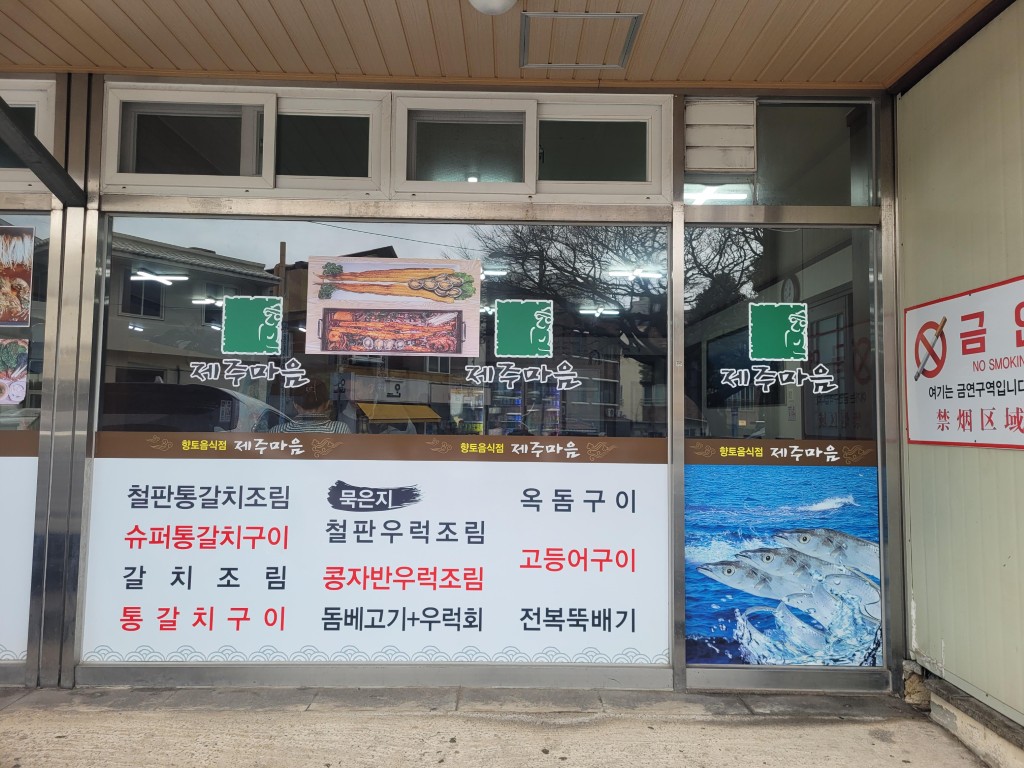 제주마음
제주마음
제주마음
향토음식점 제주마음
향토음식점 제주마음
향토음식점 제주마음
철판통갈치조림
슈퍼통갈치구이
갈치조림
통갈치구이
묵은지
철판우럭조림
콩자반우럭조림
돔베고기+우럭회
옥돔구이
고등어구이
전복뚝배기
금
NO SMOKIN
여기는 금연구역입니다
禁烟区域